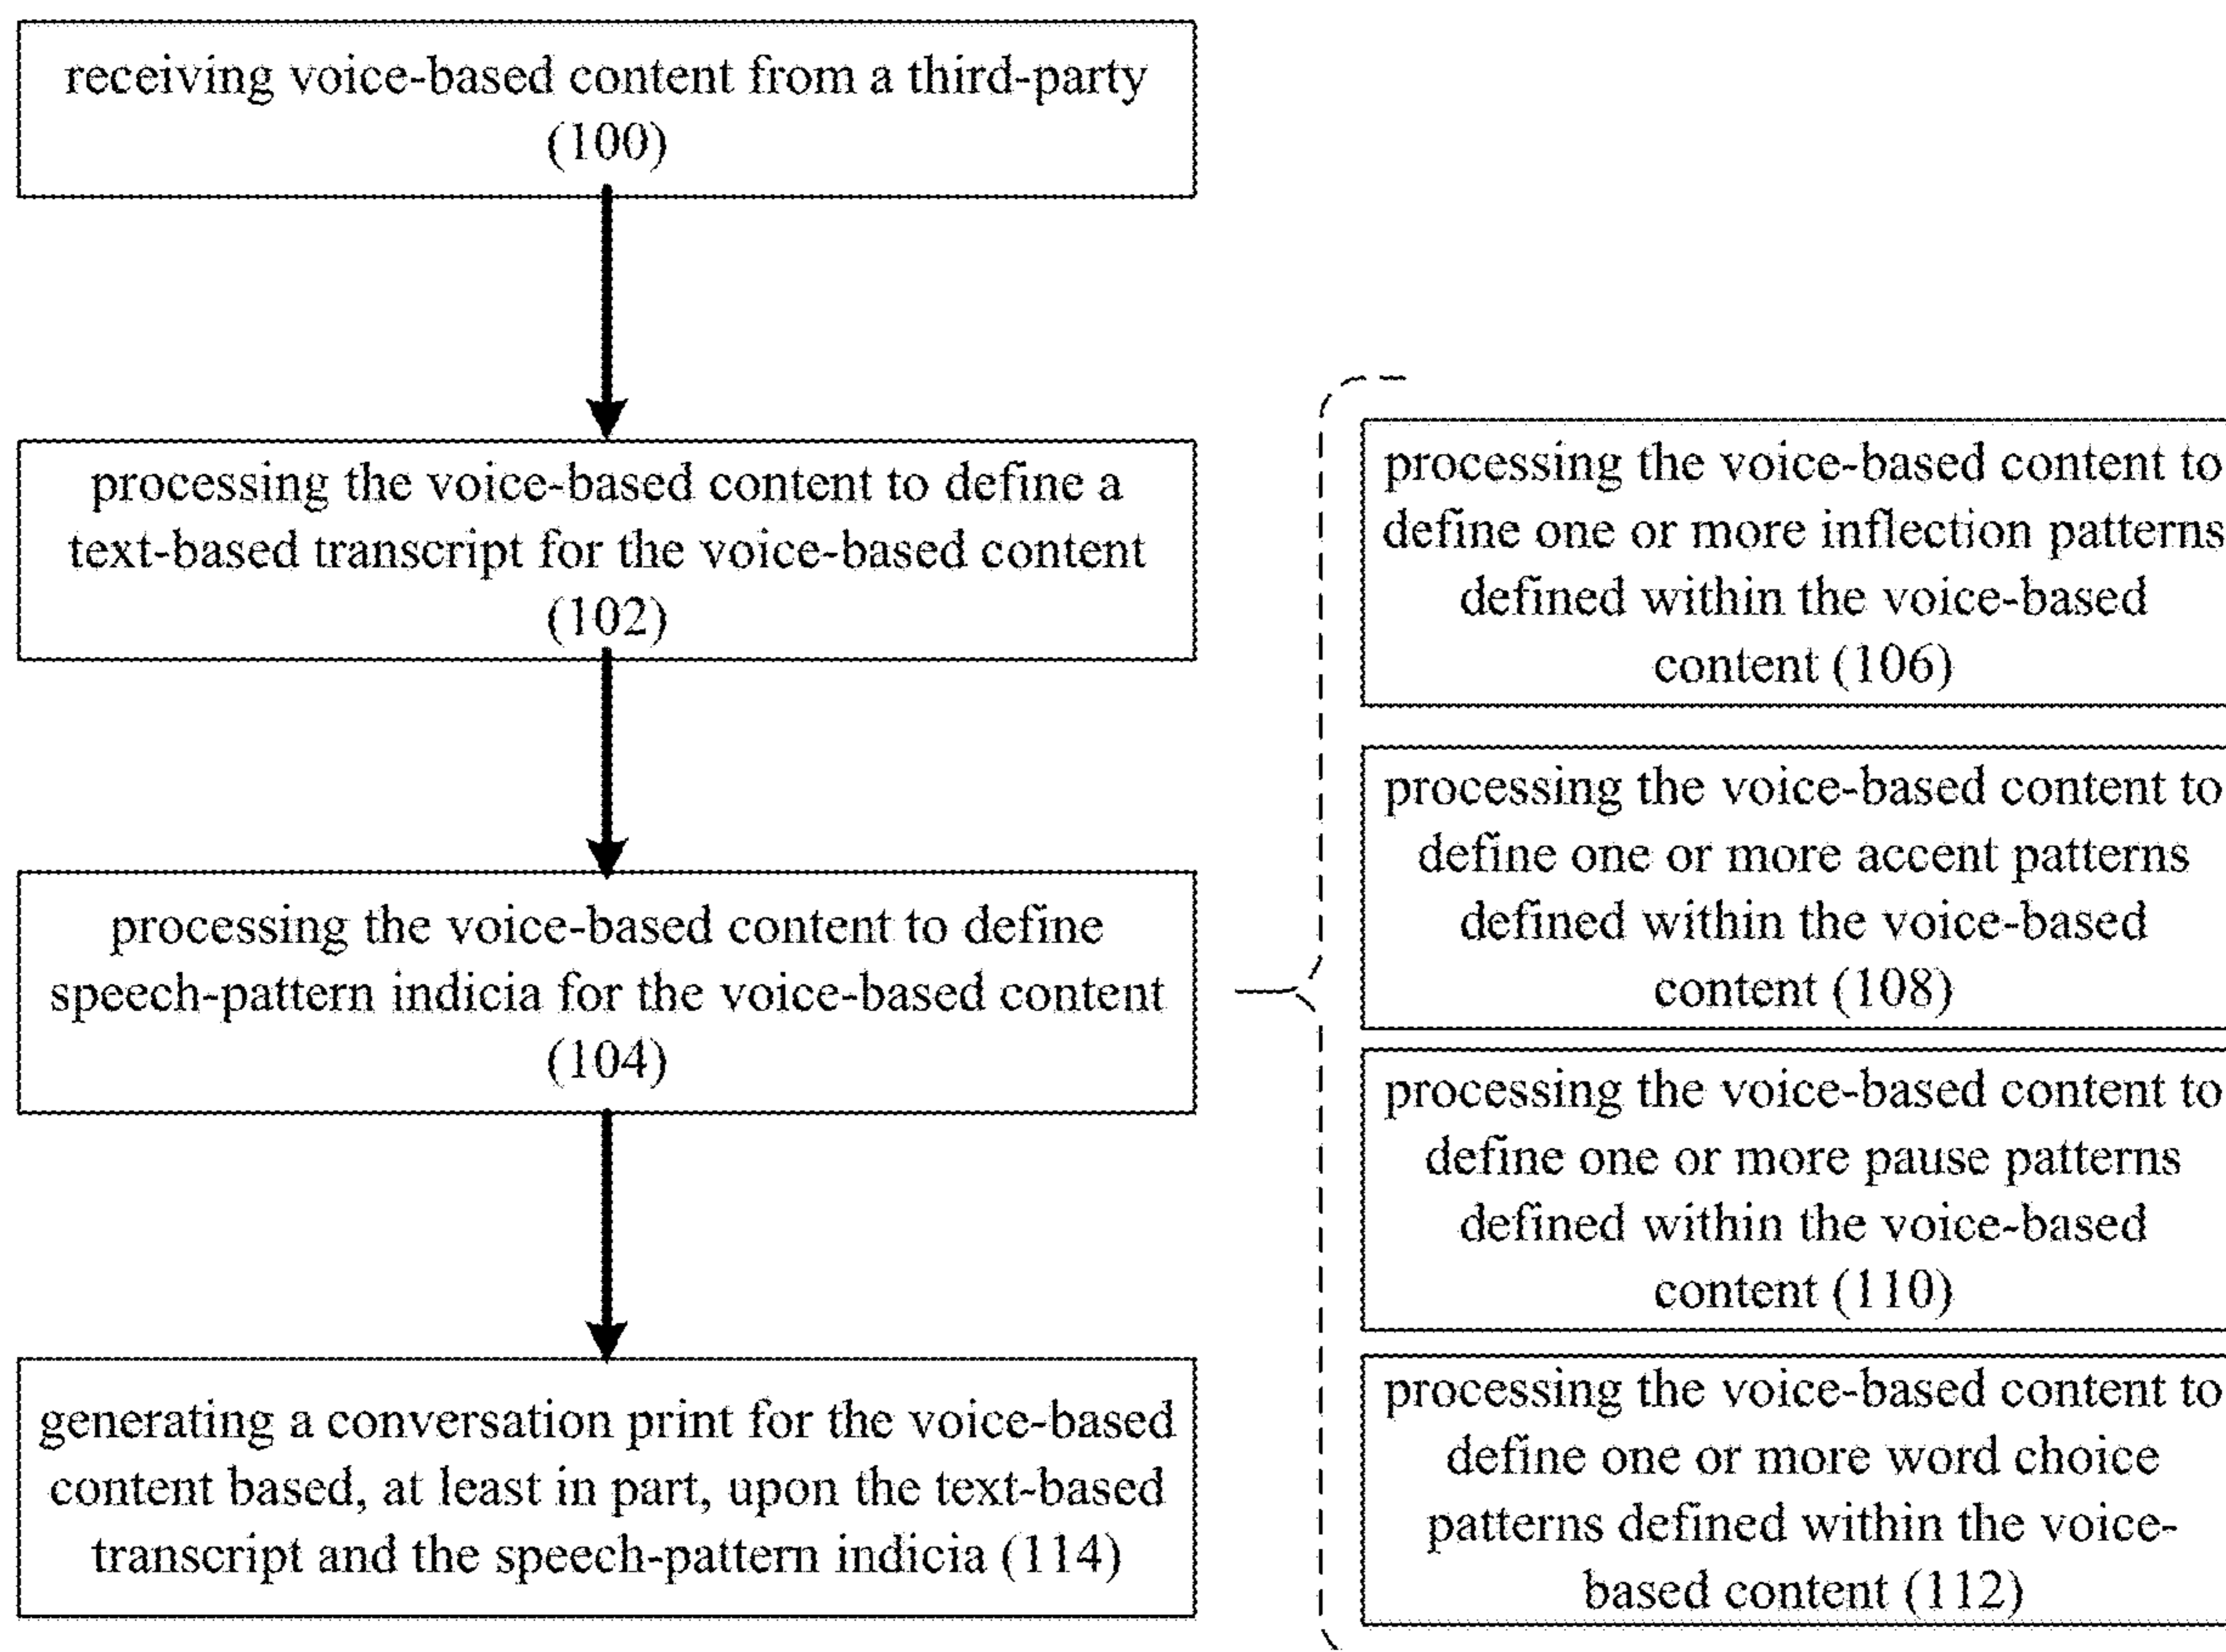 receiving voice-based content from a third-party
(100)
processing the voice-based content to define a
text-based transcript for the voice-based content
(102)
processing the voice-based content to define
speech-pattern indicia for the voice-based content
(104)
generating a conversation print for the voice-based
content based, at least in part, upon the text-based
transcript and the speech-pattern indicia (114)
processing the voice-based content to
define one or more inflection patterns
defined within the voice-based
content (106)
processing the voice-based content to
define one or more accent patterns
defined within the voice-based
content (108)
processing the voice-based content to
define one or more pause patterns
defined within the voice-based
content (110)
processing the voice-based content to
define one or more word choice
patterns defined within the voice-
based content (112)